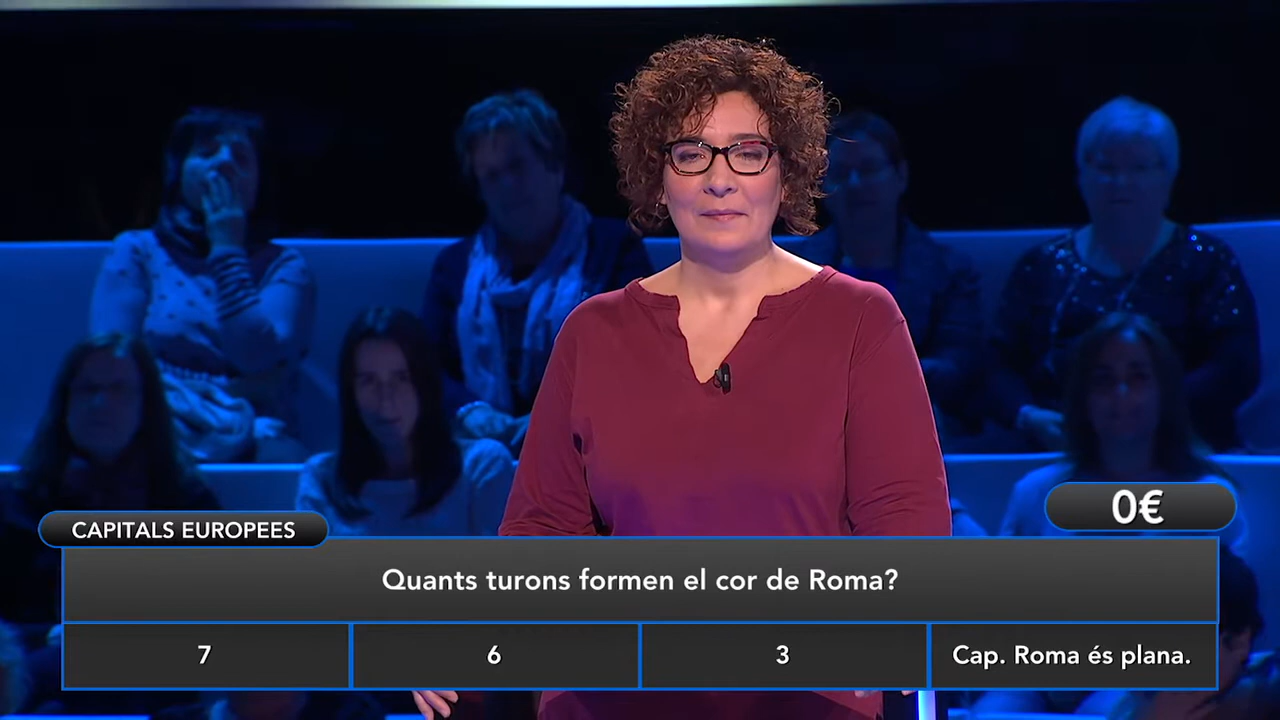 0€
CAPITALS EUROPEES
Quants turons formen el cor de Roma?
7
6
3
Cap. Roma és plana.